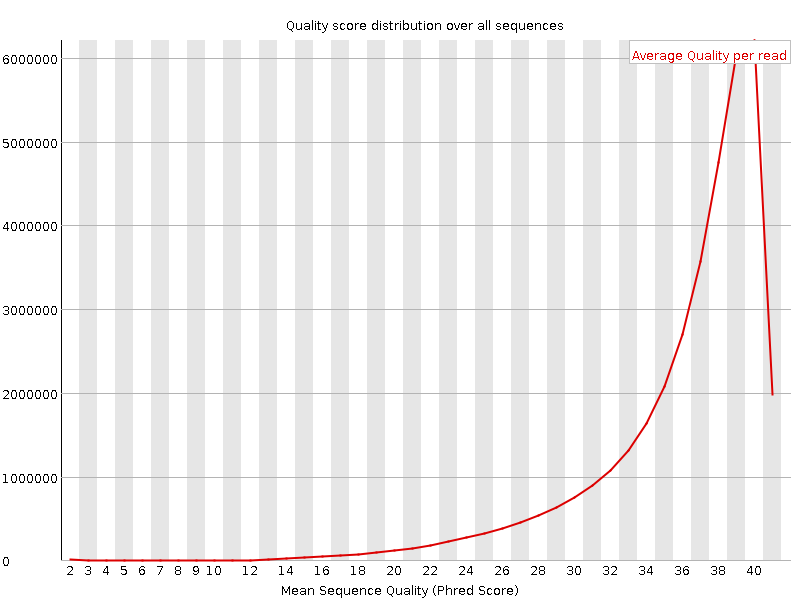 Quality score distribution over all sequences
Average Quality per read
6000000
5000000
4000000
3000000
2000000
1000000
0
2 3 4 5 6 7 8 9 10 12 14 16 18 20 22 24 26 28 30 32 34 36 38 40
Mean Sequence Quality (Phred Score)